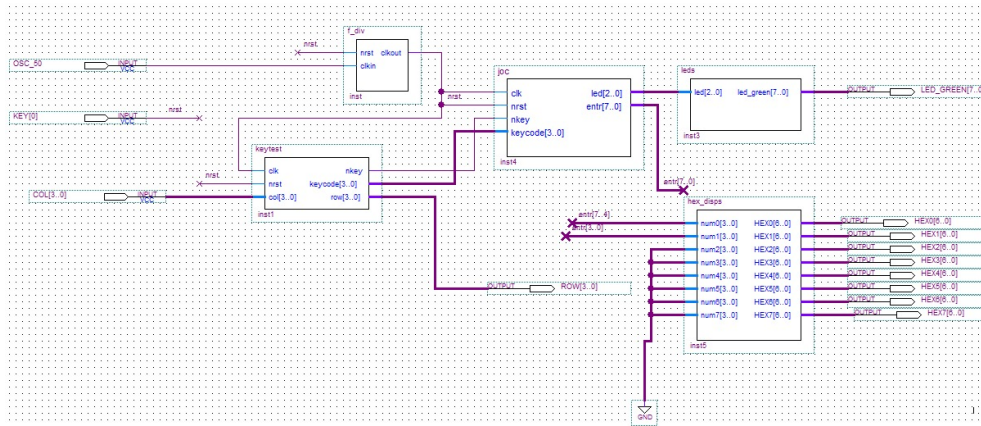 f_div
nrst
nrst clkout
clkin
inst
OSC_50
INPUT
VCC
KEY[0]
INPUT
VCC
nrst
joc
nrst
clk
nrst
nkey
keycode[3..0]
led[2..0]
entr[7..0]
inst4
leds
led[2..0] led_green[7..0]
inst3
OUTPUT
LED_GREEN[7..0
keytest
clk
nrst
col[3..0]
nkey
keycode[3..0]
row[3..0]
inst1
nrst
COL[3..0]
INPUT
VCC
OUTPUT
ROW[3..0]
antr[7..0]
hex_disps
antr[7..4]
antr[3..0]
num0[3..0] HEX0[6..0]
num1[3..0] HEX1[6..0]
num2[3..0] HEX2[6..0]
num3[3..0] HEX3[6..0]
num4[3..0] HEX4[6..0]
num5[3..0] HEX5[6..0]
num6[3..0] HEX6[6..0]
num7[3..0] HEX7[6..0]
inst5
OUTPUT HEX0[6..0]
OUTPUT HEX1[6..0]
OUTPUT HEX2[6..0]
OUTPUT HEX3[6..0]
OUTPUT HEX4[6..0]
OUTPUT HEX5[6..0]
OUTPUT HEX6[6..0]
OUTPUT HEX7[6..0]
GND